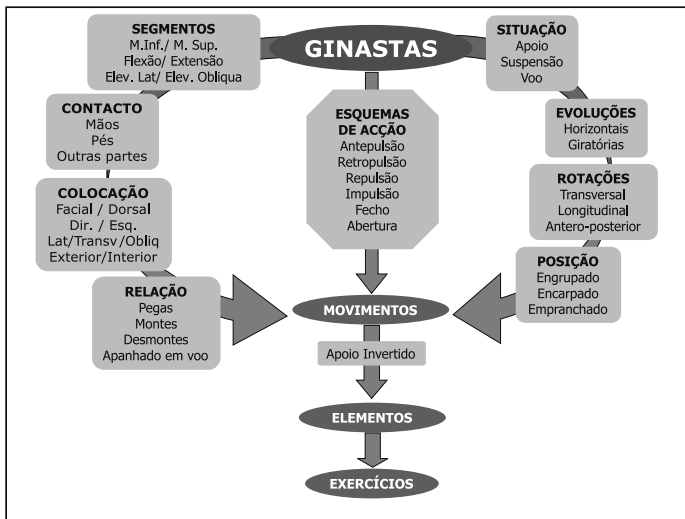 GINASTAS
SEGMENTOS
M.Inf./ M. Sup.
Flexão/ Extensão
Elev. Lat/ Elev. Obliqua
CONTACTO
Mãos
Pés
Outras partes
COLOCAÇÃO
Facial / Dorsal
Dir. / Esq.
Lat/Transv/Obliq
Exterior/Interior
RELAÇÃO
Pegas
Montes
Desmontes
Apanhado em voo
ESQUEMAS
DE ACÇÃO
Antepulsão
Retropulsão
Repulsão
Impulsão
Fecho
Abertura
SITUAÇÃO
Apoio
Suspensão
Voo
EVOLUÇÕES
Horizontais
Giratórias
ROTAÇÕES
Transversal
Longitudinal
Antero-posterior
POSIÇÃO
Engrupado
Encarpado
Empranchado
MOVIMENTOS
Apoio Invertido
ELEMENTOS
EXERCÍCIOS